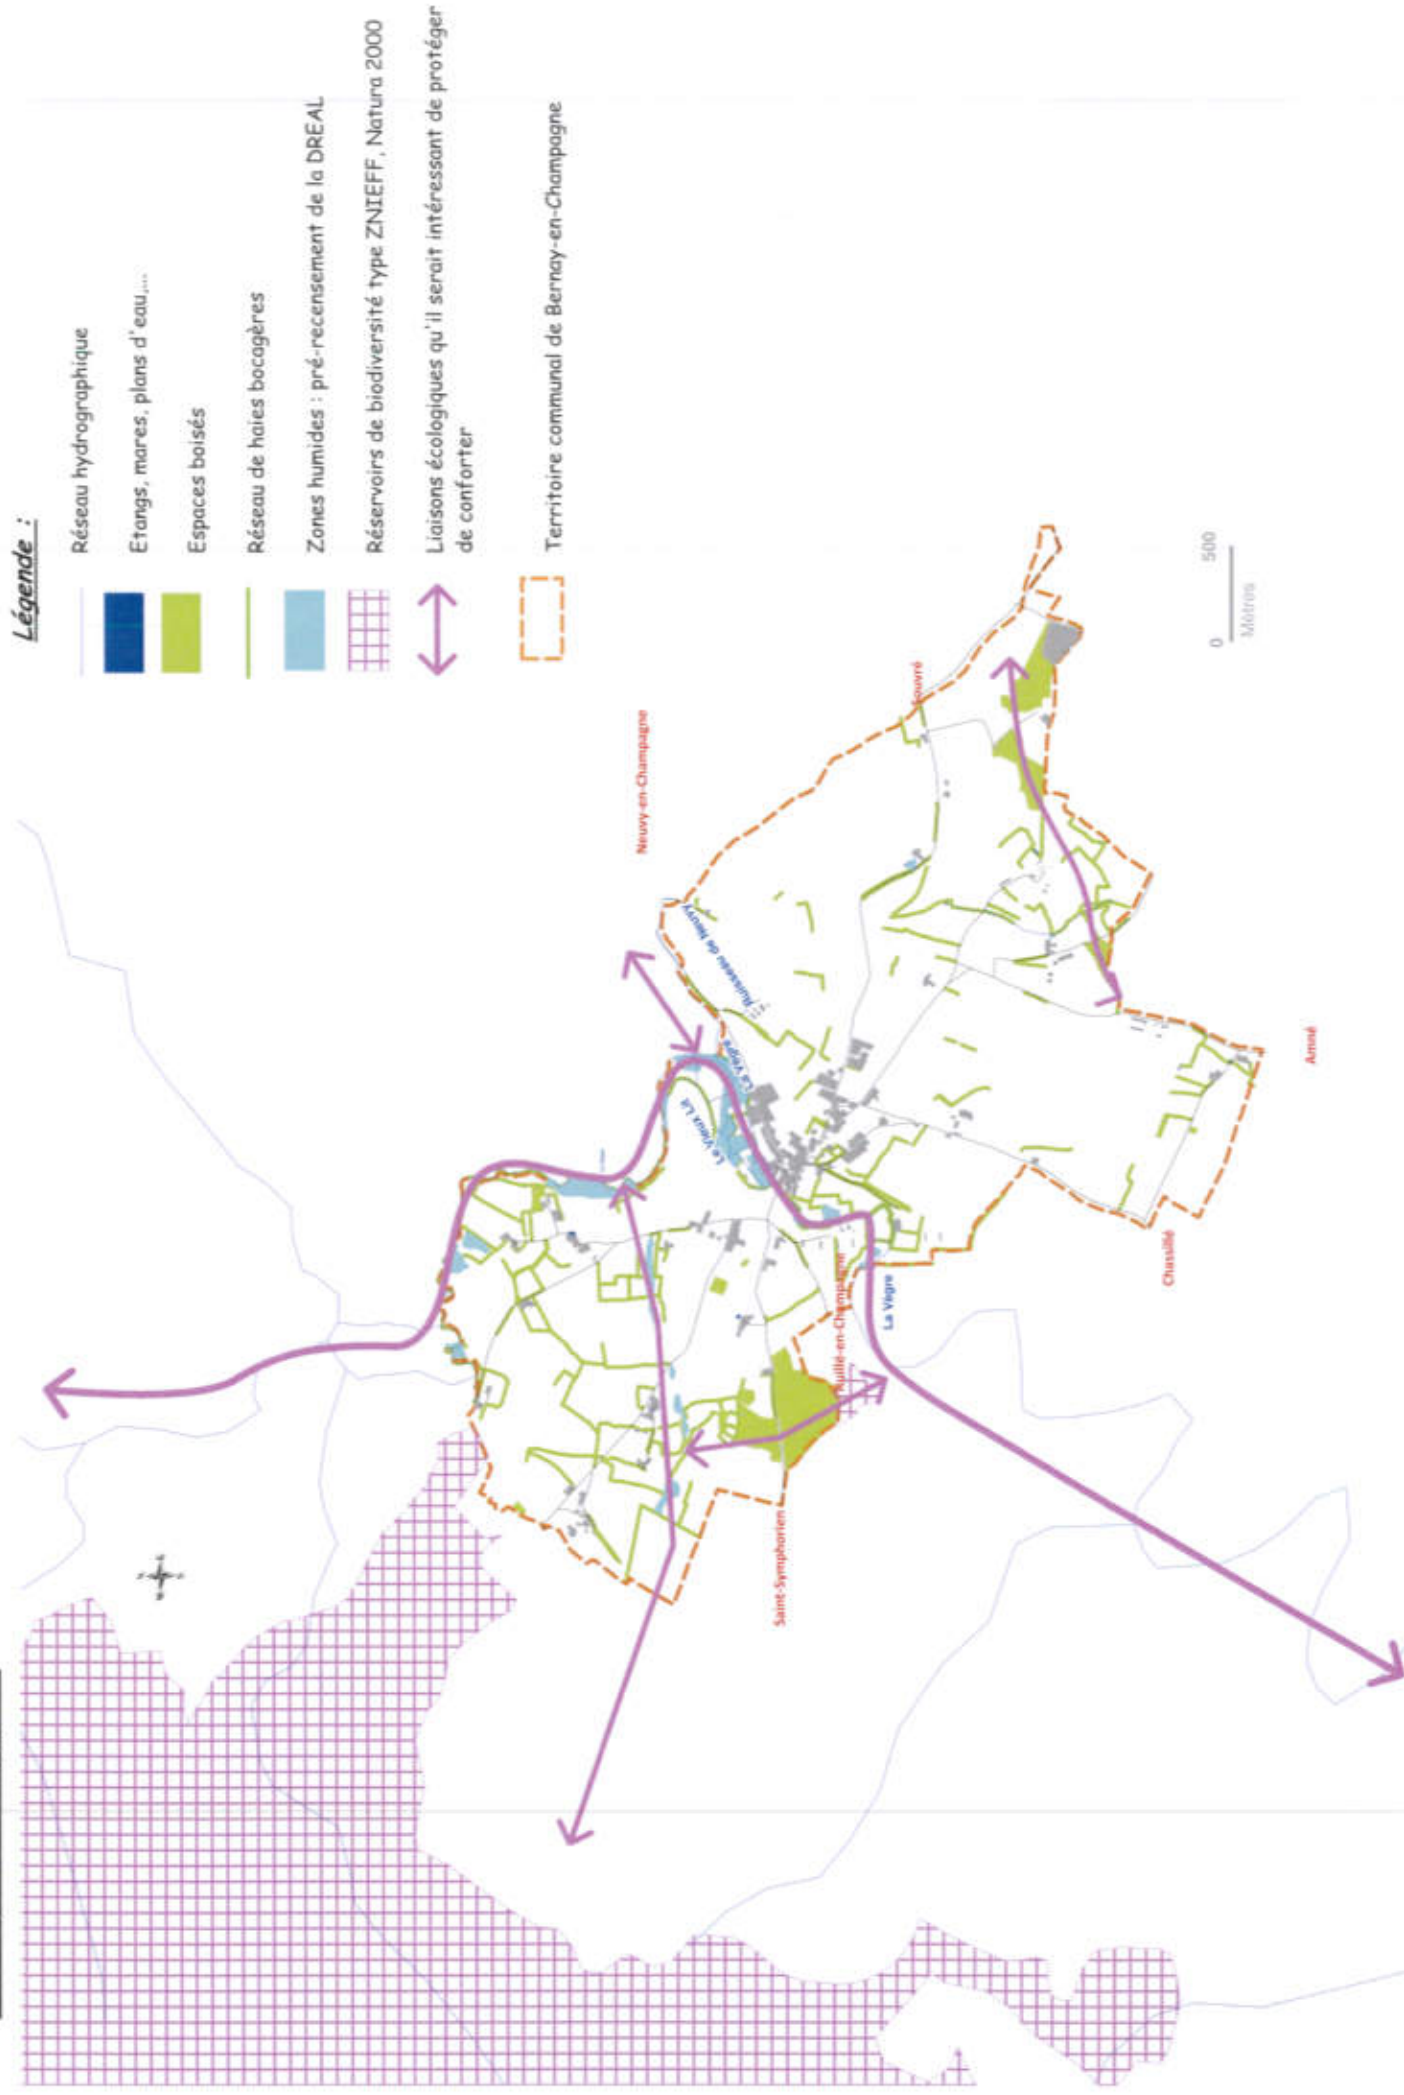 Légende :
Réseau hydrographique
Etangs, mares, plans d'eau,...
Espaces boisés
Réseau de haies bocagères
Zones humides : pré-recensement de la DREAL
Réservoirs de biodiversité type ZNIEFF, Natura 2000
Liaisons écologiques qu'il serait intéressant de protéger
de conforter
Territoire communal de Bernay-en-Champagne
Neuvy-en-Champagne
Ruisseau de Neuvy
La Vègre
Le Vieux Lit
Ruillé-en-Champagne
La Vègre
Saint-Symphorien
Chassillé
Amné
0
500
Mètres